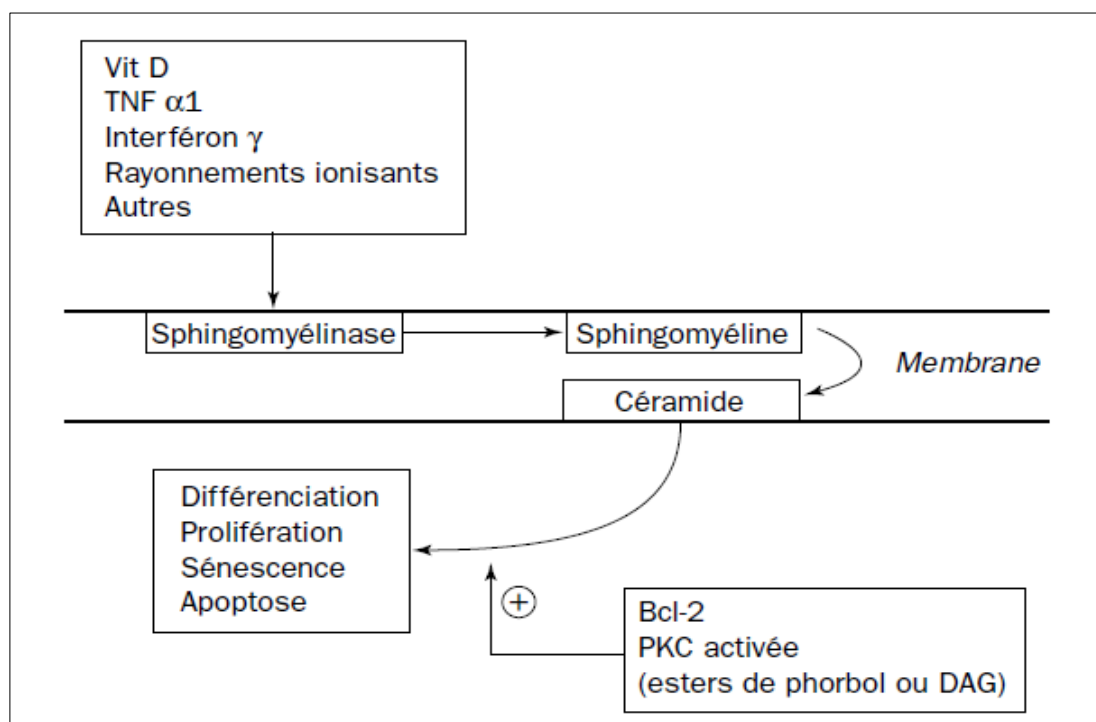 Vit D
TNF α1
Interféron γ
Rayonnements ionisants
Autres
Sphingomyélinase
Sphingomyéline
Membrane
Céramide
Différenciation
Prolifération
Sénescence
Apoptose
+
Bcl-2
PKC activée
(esters de phorbol ou DAG)